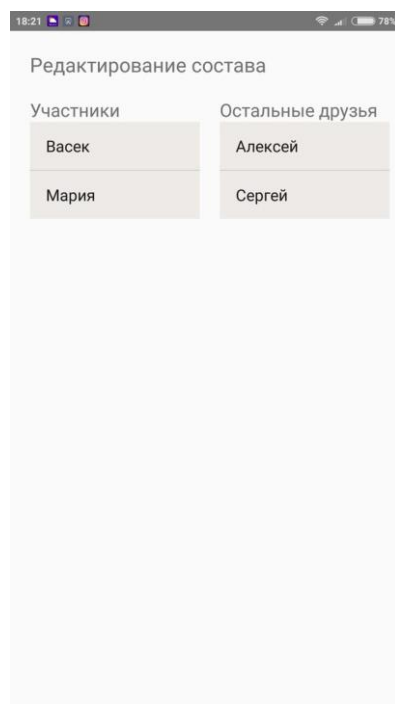 18:21 78%
Редактирование состава
Участники
Васек
Мария
Остальные друзья
Алексей
Сергей